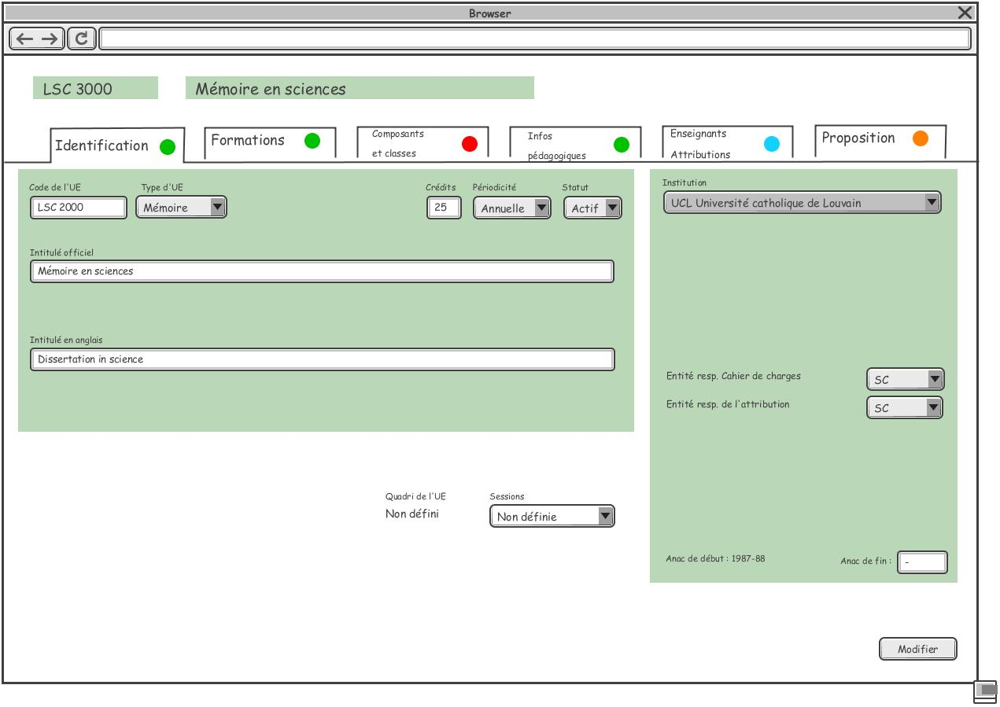 Browser
LSC 3000
Mémoire en sciences
Identification
Formations
Composants
et classes
Infos
pédagogiques
Enseignants
Attributions
Proposition
Code de l'UE
Type d'UE
Crédits
Périodicité
Statut
LSC 2000
Mémoire
25
Annuelle
Actif
Intitulé officiel
Mémoire en sciences
Intitulé en anglais
Dissertation in science
Quadri de l'UE
Sessions
Non défini
Non définie
Institution
UCL Université catholique de Louvain
Entité resp. Cahier de charges
SC
Entité resp. de l'attribution
SC
Anac de début : 1987-88
Anac de fin :
-
Modifier